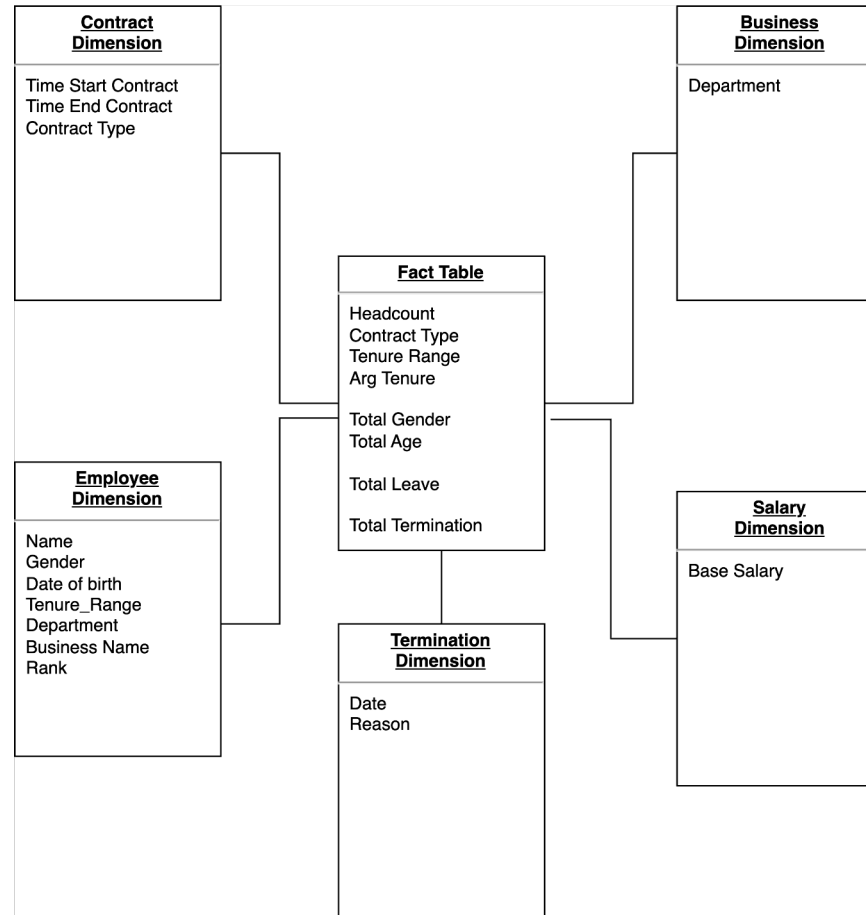 Contract
Dimension
Time Start Contract
Time End Contract
Contract Type
Business
Dimension
Department
Fact Table
Headcount
Contract Type
Tenure Range
Arg Tenure
Total Gender
Total Age
Total Leave
Total Termination
Employee
Dimension
Name
Gender
Date of birth
Tenure_Range
Department
Business Name
Rank
Salary
Dimension
Base Salary
Termination
Dimension
Date
Reason